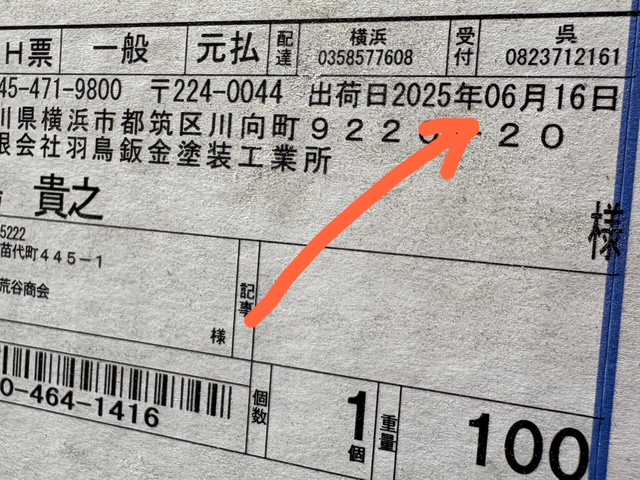 H票 一般 元払 配達 横浜 0358577608 受付 呉 0823712161
45-471-9800 〒224-0044 出荷日2025年06月16日
川県横浜市都筑区川向町922 20
限会社羽鳥鈑金塗装工業所
貴之
様
5222
苗代町445-1
荒谷商会
記事
様
0-464-1416 個数 1個 重量 100